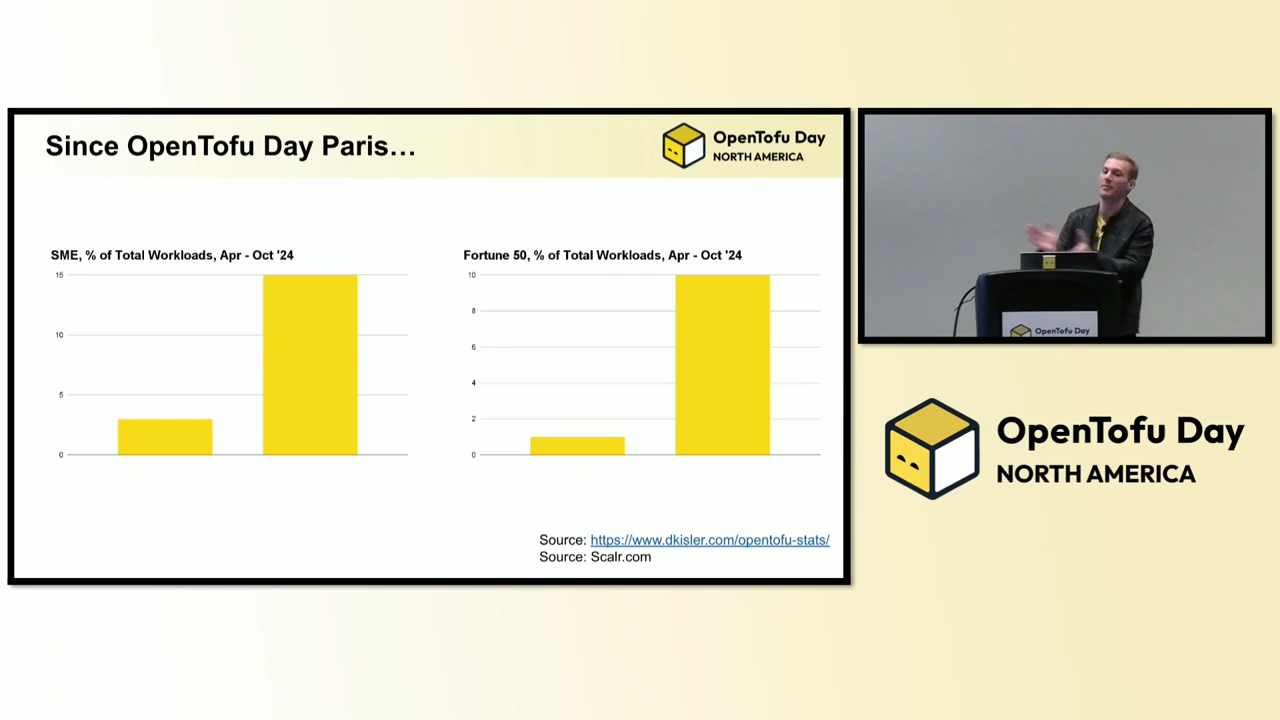 Since OpenTofu Day Paris...
OpenTofu Day
NORTH AMERICA
SME, % of Total Workloads, Apr - Oct '24
15
10
5
0
Fortune 50, % of Total Workloads, Apr - Oct '24
10
8
6
4
2
0
Source: https://www.dkisler.com/opentofu-stats/
Source: Scalr.com
OpenTofu Day
OpenTofu Day
NORTH AMERICA